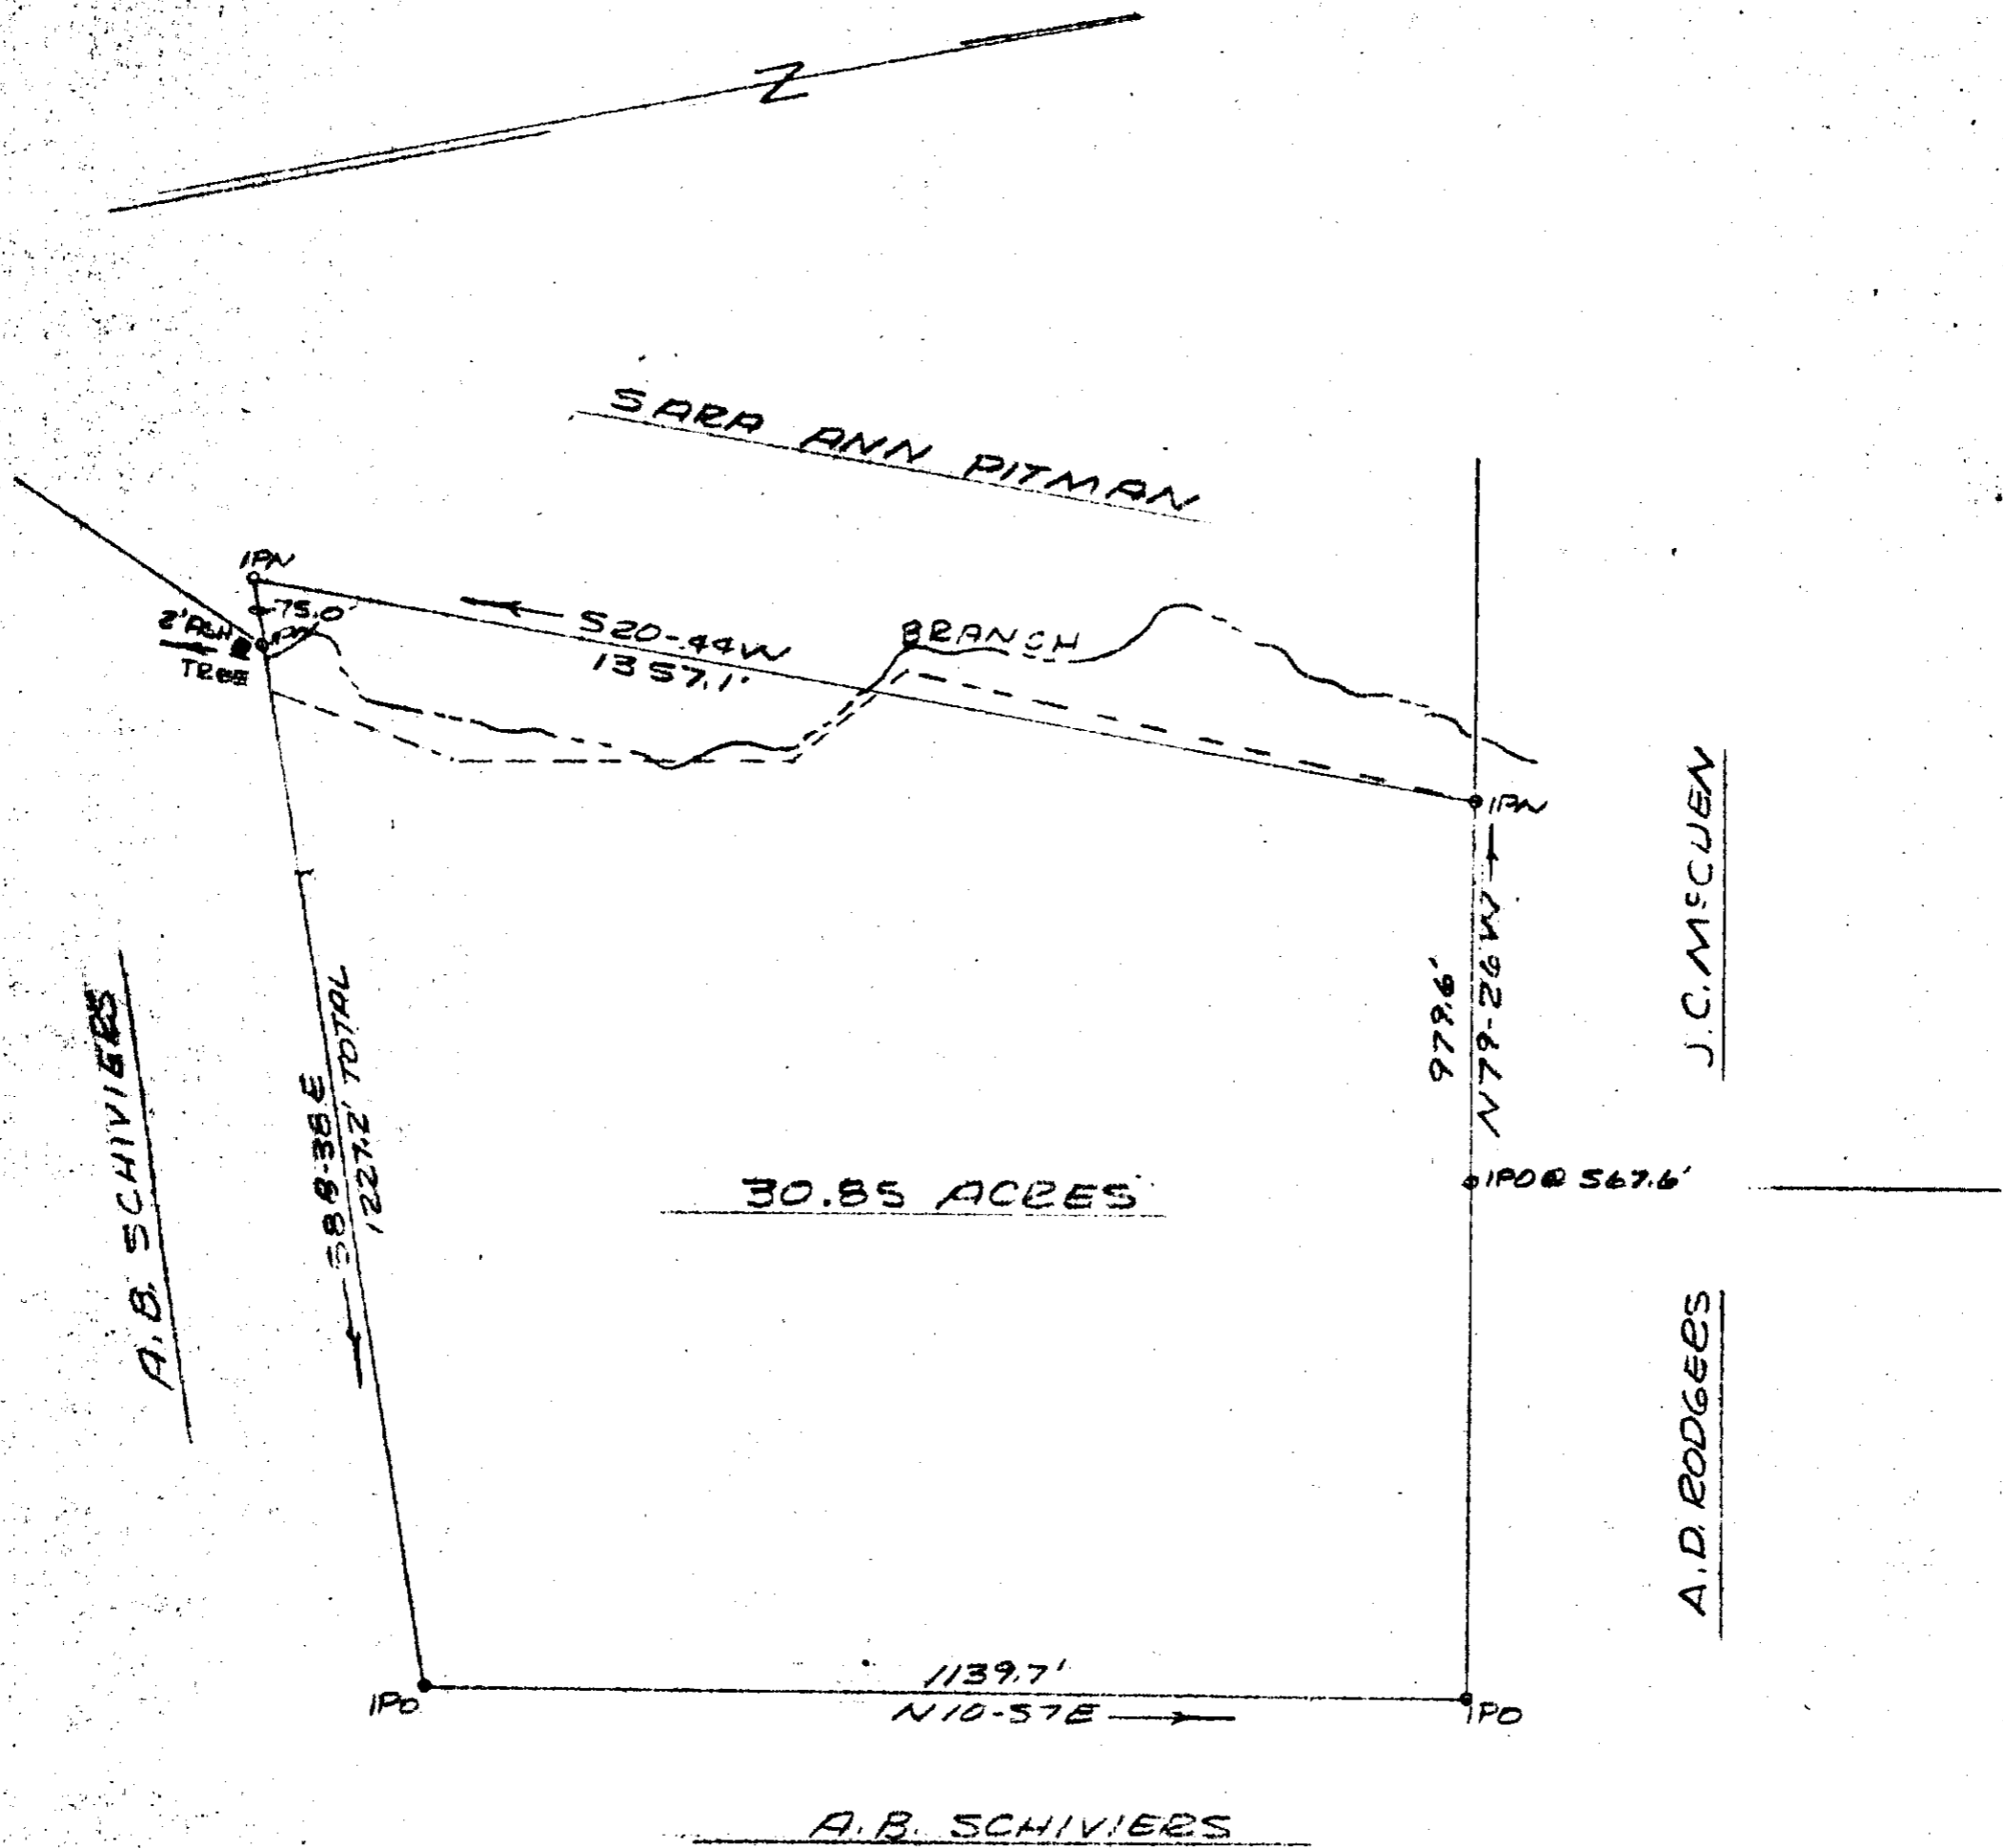 N
SARA ANN PITMAN
IPN
75.0'
2' ASH
TREE
IPN
S20-44W
1357.1'
BRANCH
IPN
J.C. McCUEN
979.6'
N79-26W
A.B. SCHIVIERS
S88-38E
1227.2' TOTAL
30.85 ACRES
IPO @ 567.6'
A.D. RODGERS
IPO
1139.7'
N10-57E
IPO
A.B. SCHIVIERS